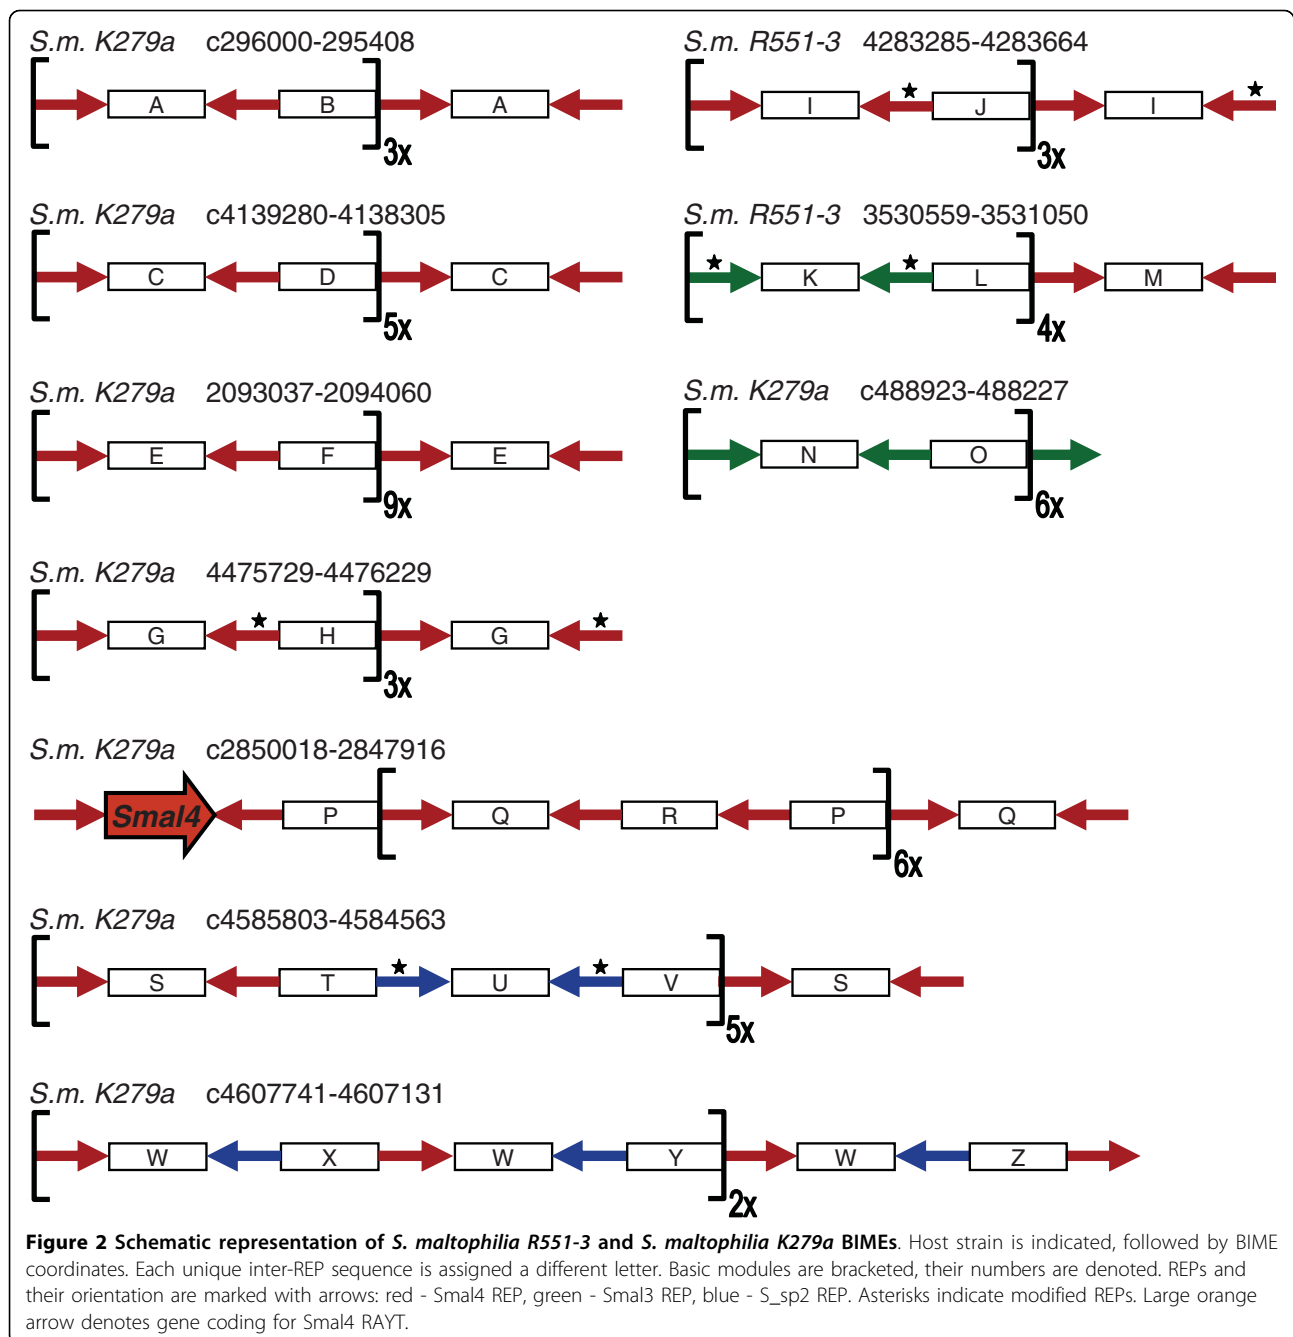 S.m. K279a c296000-295408
A B A
3x
S.m. R551-3 4283285-4283664
I J I
3x
S.m. K279a c4139280-4138305
C D C
5x
S.m. R551-3 3530559-3531050
K L M
4x
S.m. K279a 2093037-2094060
E F E
9x
S.m. K279a c488923-488227
N O
6x
S.m. K279a 4475729-4476229
G H G
3x
S.m. K279a c2850018-2847916
Smal4 P Q R P Q
6x
S.m. K279a c4585803-4584563
S T U V S
5x
S.m. K279a c4607741-4607131
W X W Y W Z
2x
Figure 2 Schematic representation of S. maltophilia R551-3 and S. maltophilia K279a BIMEs. Host strain is indicated, followed by BIME
coordinates. Each unique inter-REP sequence is assigned a different letter. Basic modules are bracketed, their numbers are denoted. REPs and
their orientation are marked with arrows: red - Smal4 REP, green - Smal3 REP, blue - S_sp2 REP. Asterisks indicate modified REPs. Large orange
arrow denotes gene coding for Smal4 RAYT.